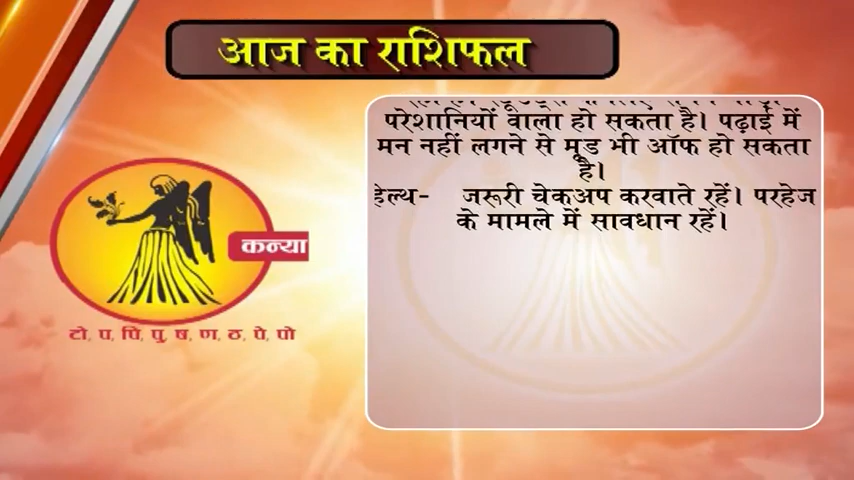 आज का राशिफल
परेशानियों वाला हो सकता है। पढ़ाई में
मन नहीं लगने से मूड भी ऑफ हो सकता
है।
हेल्थ- जरूरी चेकअप करवाते रहें। परहेज
के मामले में सावधान रहें।
कन्या
टो, प, पि, पु, ष, ण, ठ, पे, पो